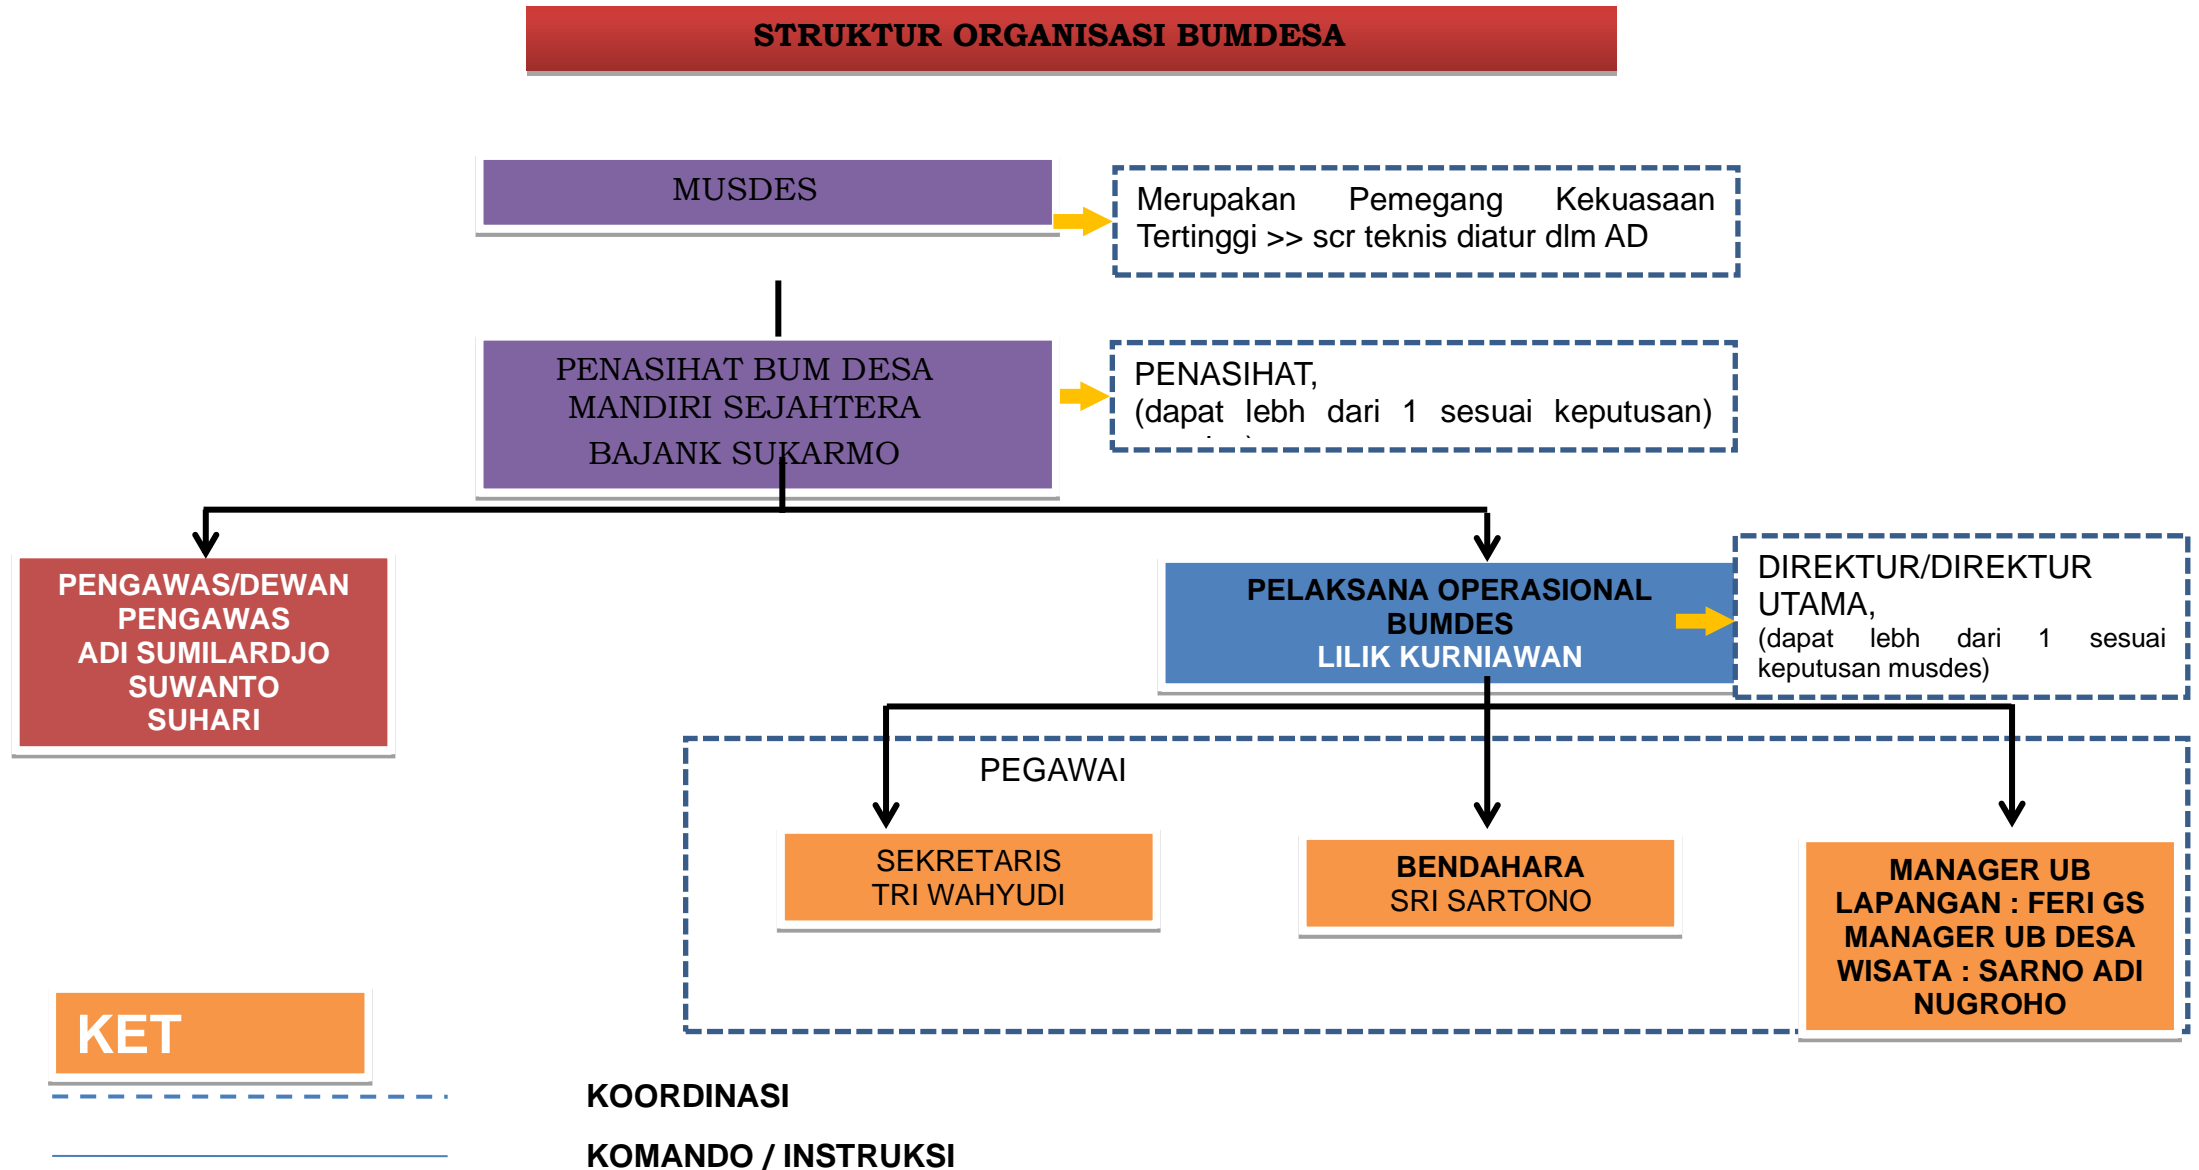 STRUKTUR ORGANISASI BUMDESA
MUSDES
Merupakan Pemegang Kekuasaan
Tertinggi >> scr teknis diatur dlm AD
PENASIHAT BUM DESA
MANDIRI SEJAHTERA
BAJANK SUKARMO
PENASIHAT,
(dapat lebh dari 1 sesuai keputusan)
PENGAWAS/DEWAN
PENGAWAS
ADI SUMILARDJO
SUWANTO
SUHARI
PELAKSANA OPERASIONAL
BUMDES
LILIK KURNIAWAN
DIREKTUR/DIREKTUR
UTAMA,
(dapat lebh dari 1 sesuai
keputusan musdes)
PEGAWAI
SEKRETARIS
TRI WAHYUDI
BENDAHARA
SRI SARTONO
MANAGER UB
LAPANGAN : FERI GS
MANAGER UB DESA
WISATA : SARNO ADI
NUGROHO
KET
KOORDINASI
KOMANDO / INSTRUKSI